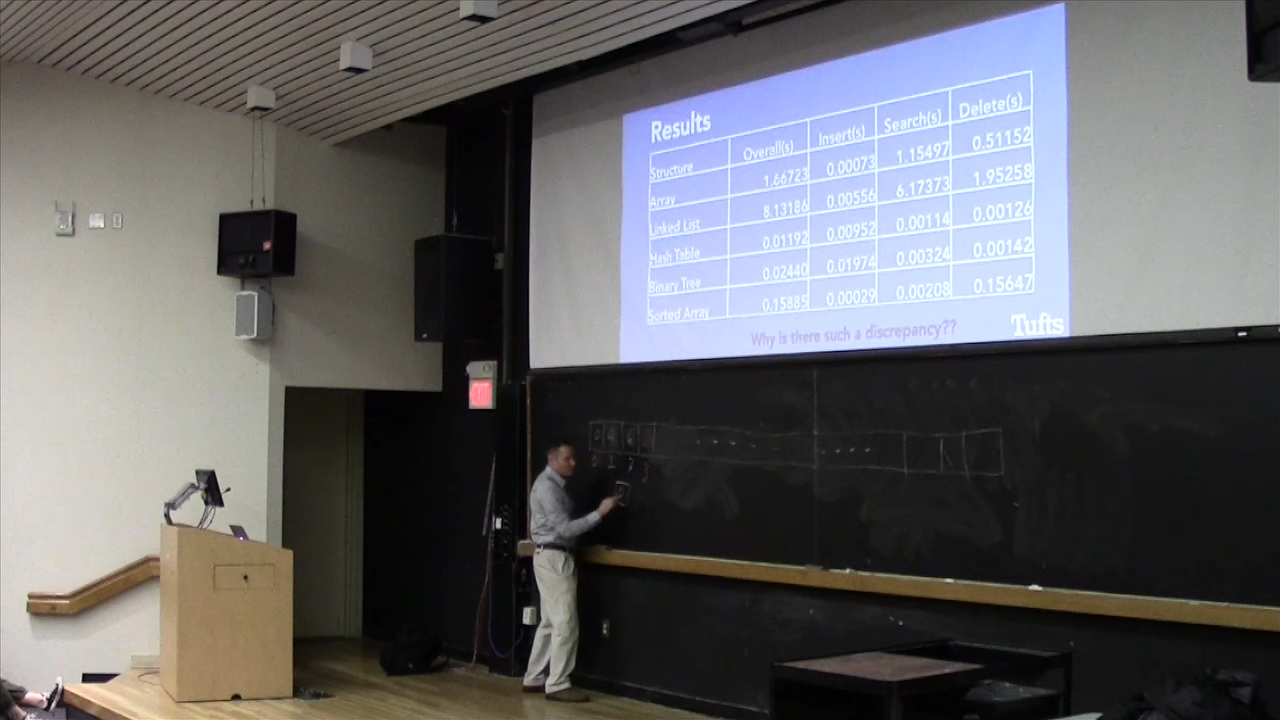 Results
Structure Overall(s) Insert(s) Search(s) Delete(s)
Array 1.66723 0.00073 1.15497 0.51152
Linked List 8.13186 0.00556 6.17373 1.95258
Hash Table 0.01192 0.00952 0.00114 0.00126
Binary Tree 0.02440 0.01974 0.00324 0.00142
Sorted Array 0.15885 0.00029 0.00208 0.15647
Why is there such a discrepancy??
Tufts